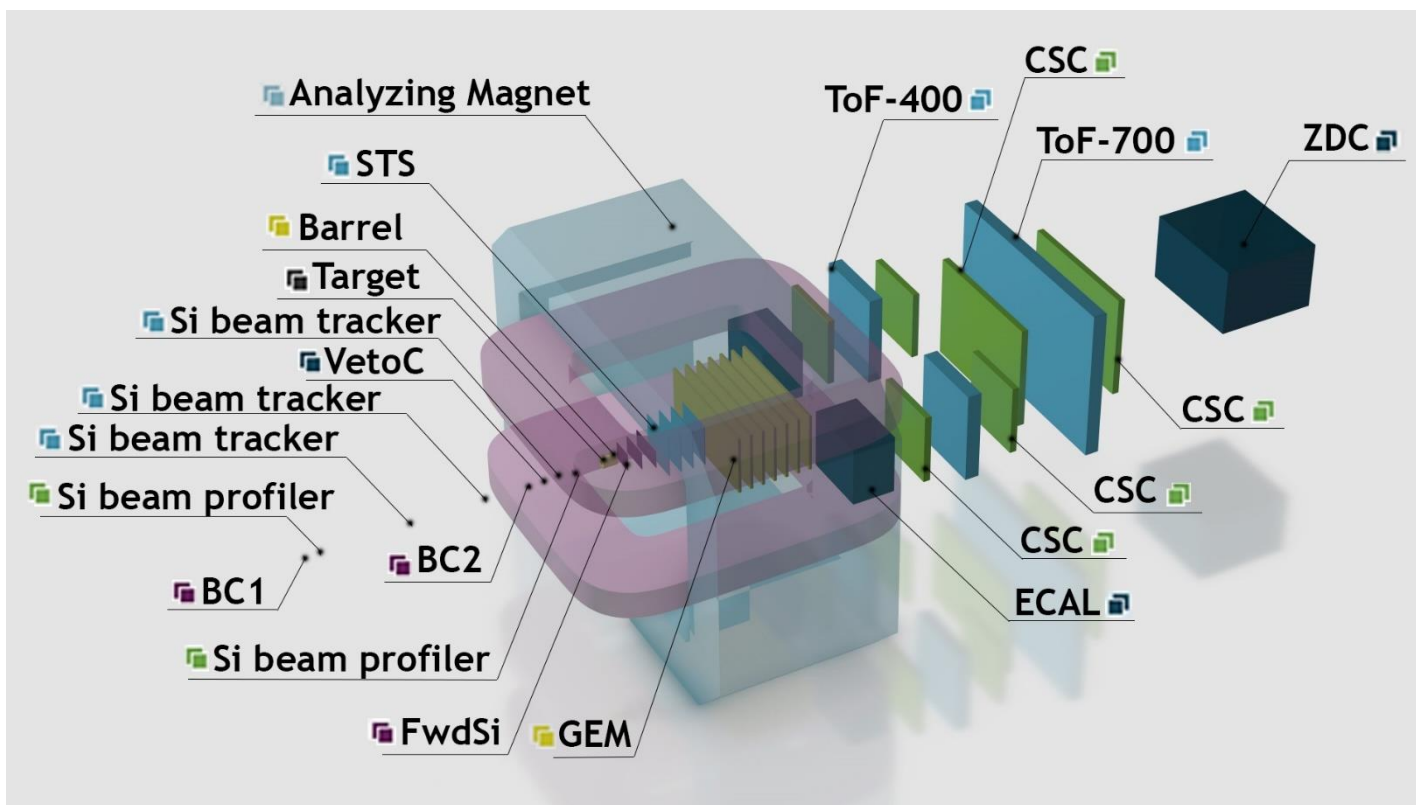 CSC
Analyzing Magnet
ToF-400
ToF-700
ZDC
STS
Barrel
Target
Si beam tracker
VetoC
Si beam tracker
Si beam tracker
CSC
Si beam profiler
CSC
CSC
BC2
BC1
ECAL
Si beam profiler
FwdSi
GEM